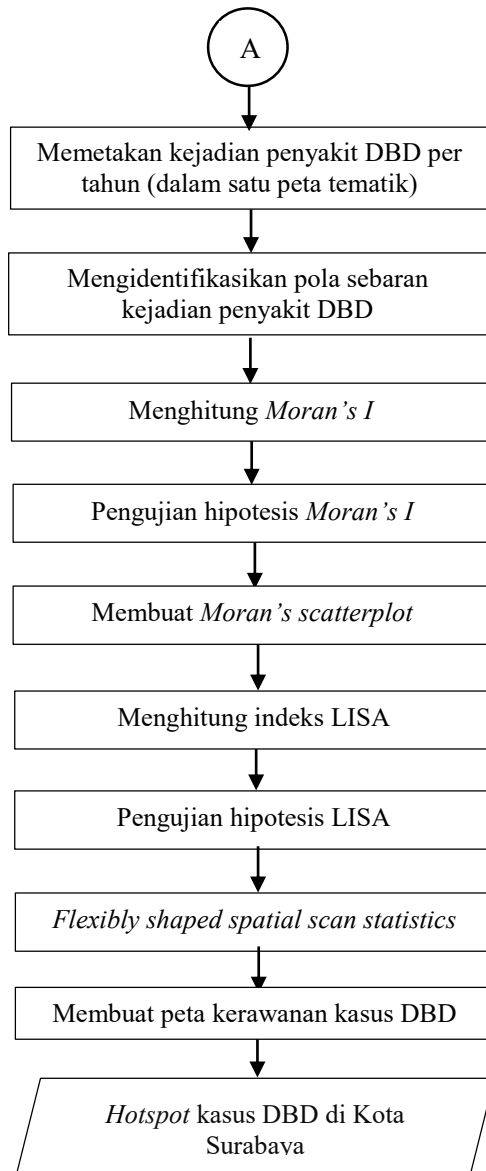 A
Memetakan kejadian penyakit DBD per
tahun (dalam satu peta tematik)
Mengidentifikasikan pola sebaran
kejadian penyakit DBD
Menghitung Moran’s I
Pengujian hipotesis Moran’s I
Membuat Moran’s scatterplot
Menghitung indeks LISA
Pengujian hipotesis LISA
Flexibly shaped spatial scan statistics
Membuat peta kerawanan kasus DBD
Hotspot kasus DBD di Kota
Surabaya